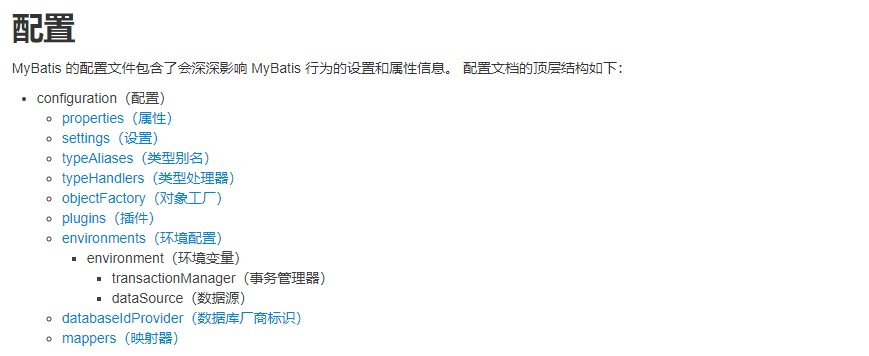 配置
MyBatis 的配置文件包含了会深深影响 MyBatis 行为的设置和属性信息。 配置文档的顶层结构如下：
configuration（配置）
properties（属性）
settings（设置）
typeAliases（类型别名）
typeHandlers（类型处理器）
objectFactory（对象工厂）
plugins（插件）
environments（环境配置）
environment（环境变量）
transactionManager（事务管理器）
dataSource（数据源）
databaseIdProvider（数据库厂商标识）
mappers（映射器）